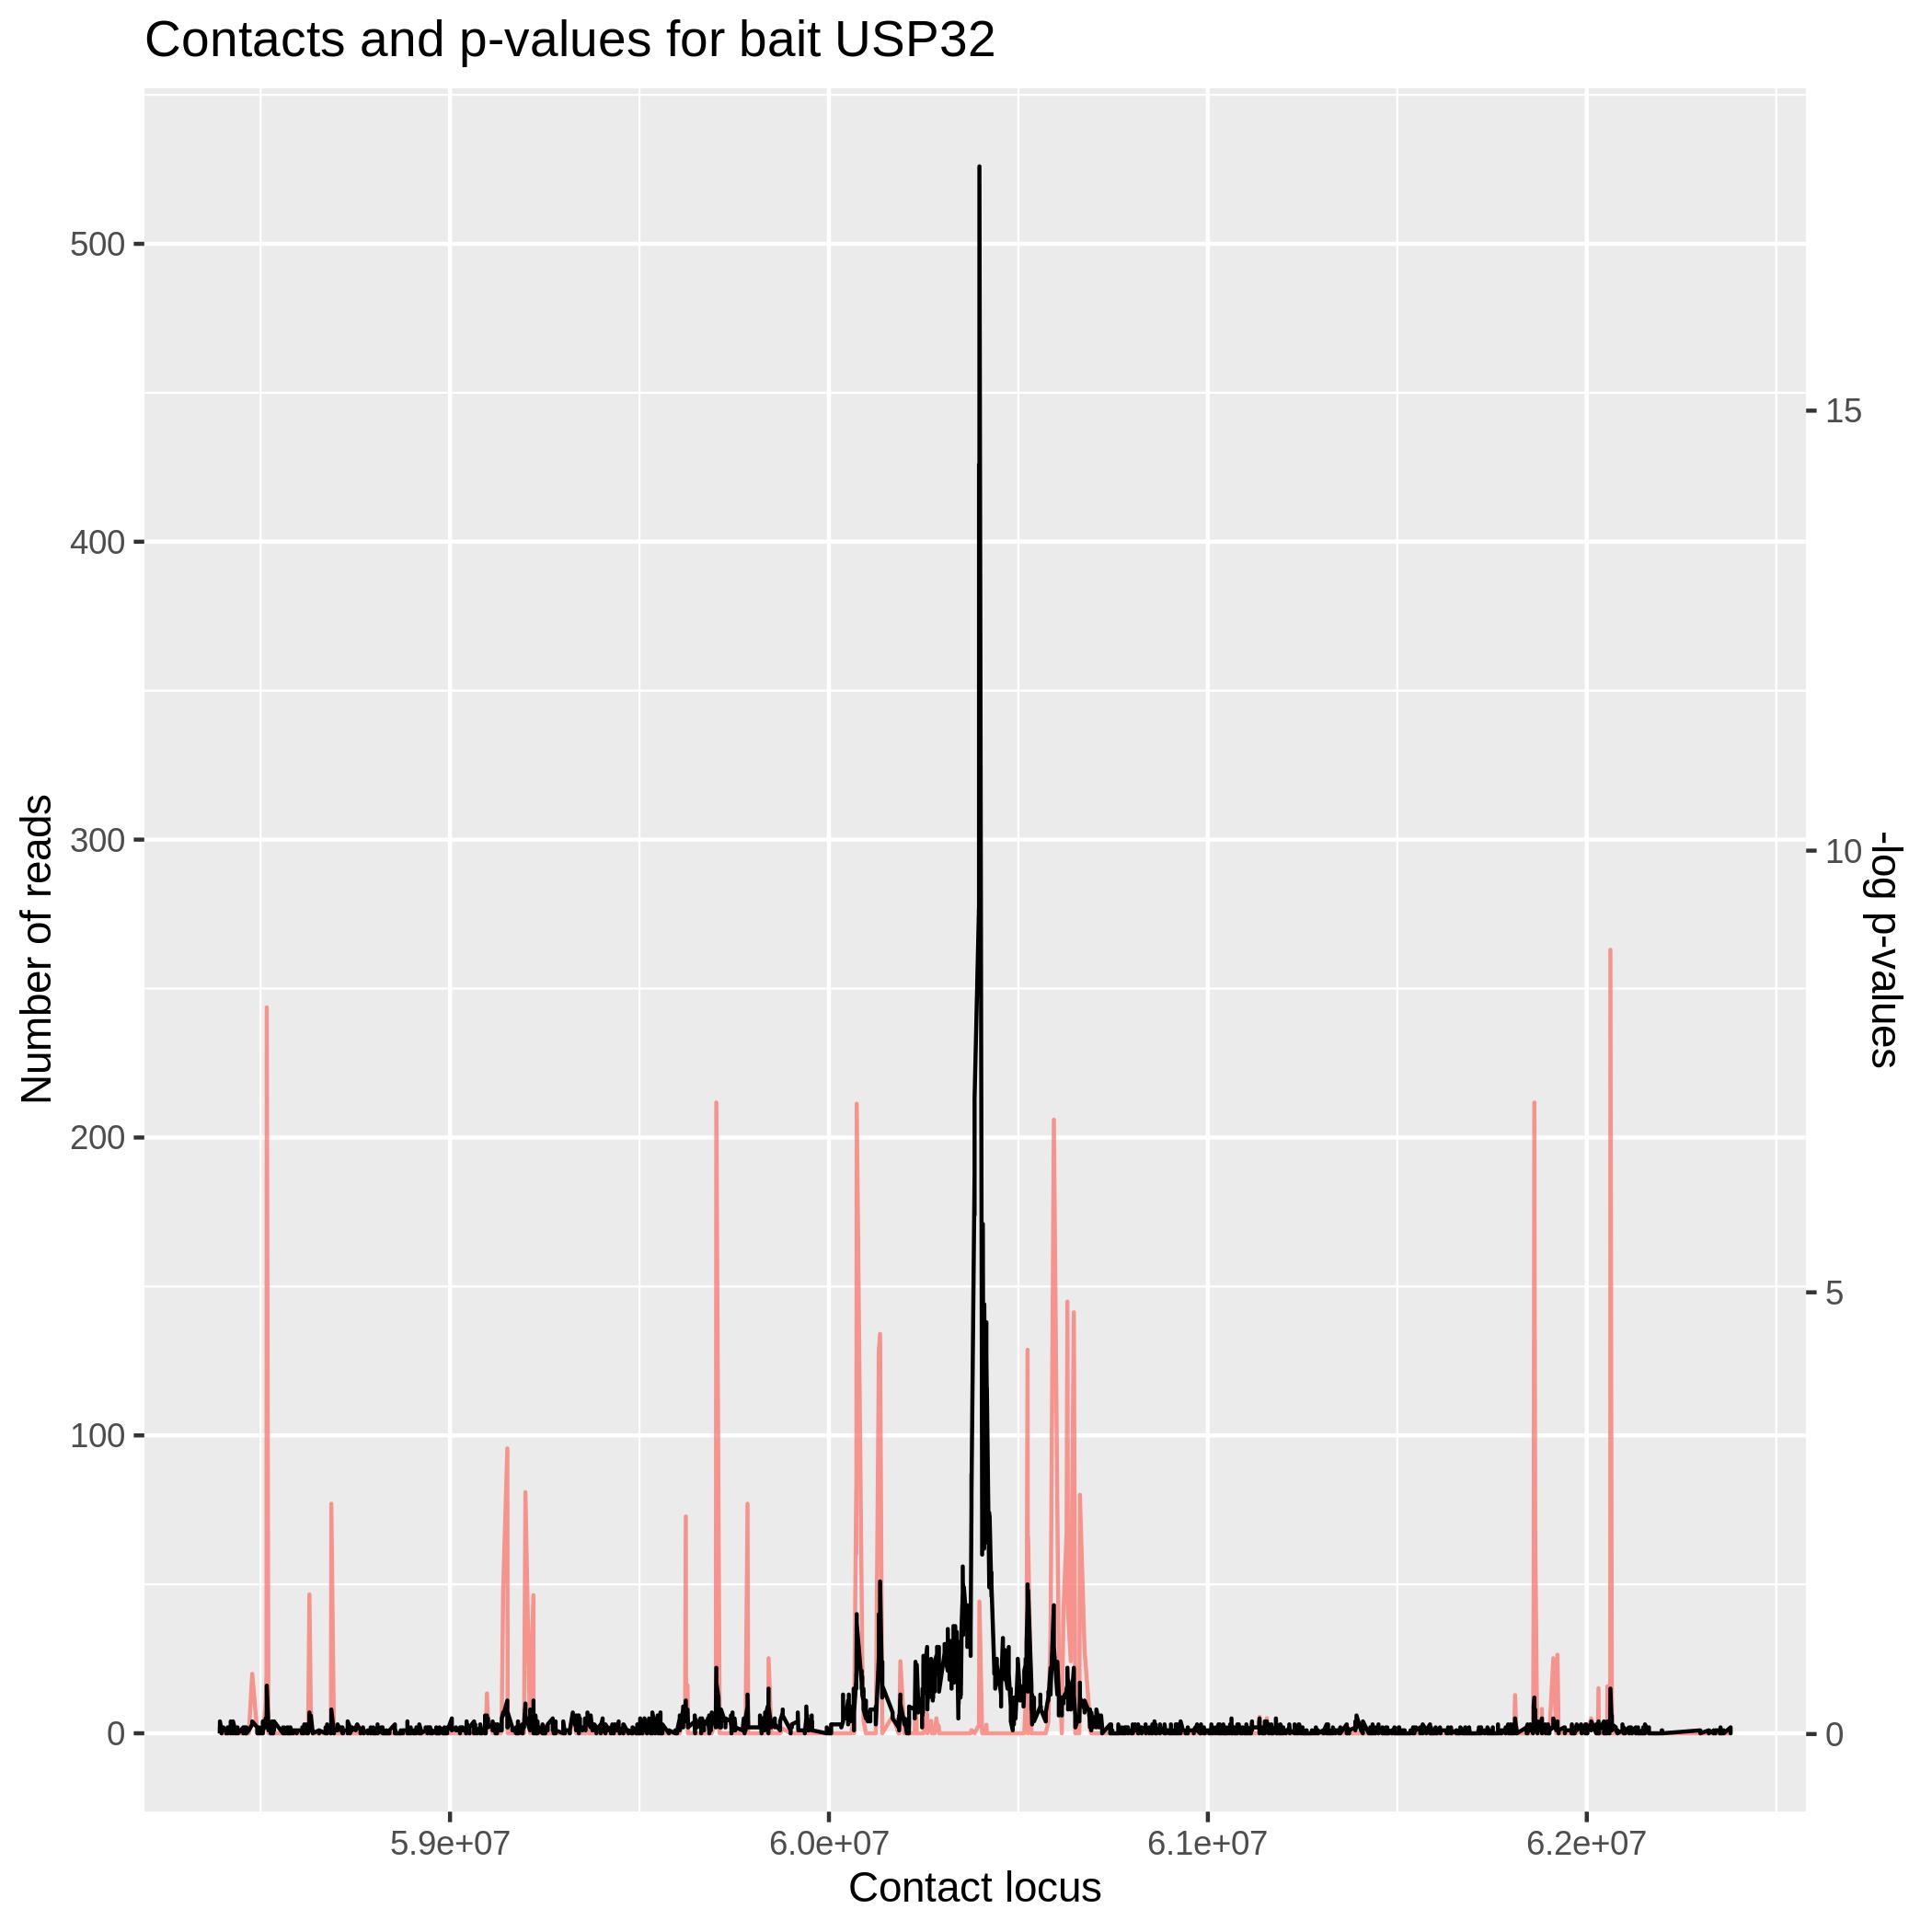 Contacts and p-values for bait USP32
500
400
300
200
100
0
Number of reads
15
10
5
0
-log p-values
5.9e+07
6.0e+07
6.1e+07
6.2e+07
Contact locus